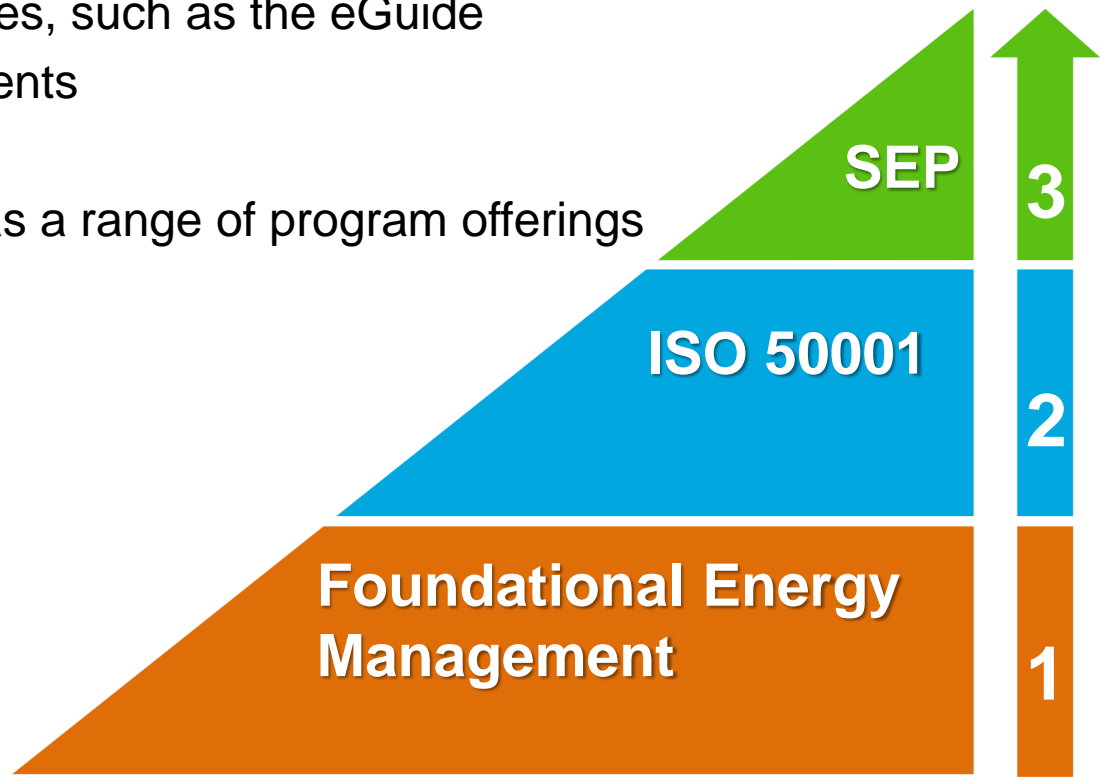 es, such as the eGuide
ents
s a range of program offerings
SEP
3
ISO 50001
2
Foundational Energy
Management
1